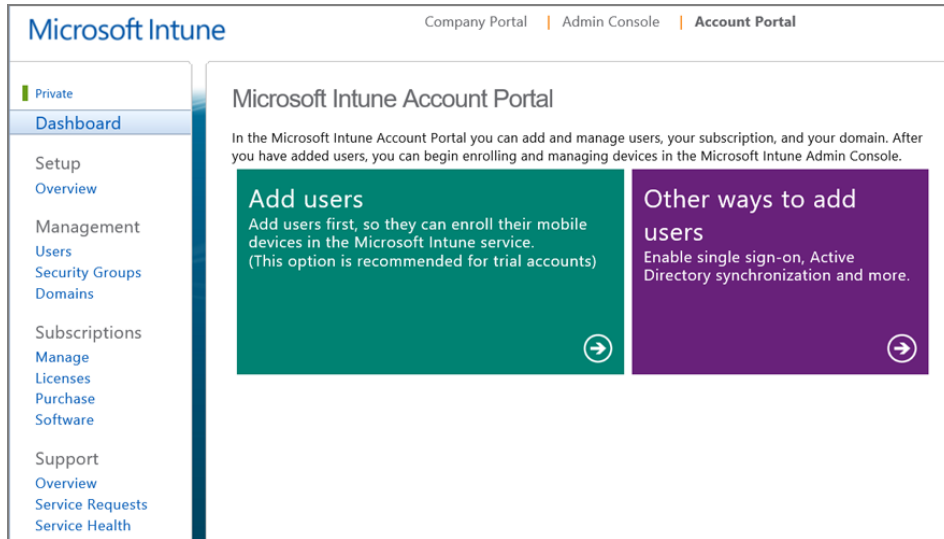 Microsoft Intune
Company Portal | Admin Console | Account Portal
Private
Dashboard
Setup
Overview
Management
Users
Security Groups
Domains
Subscriptions
Manage
Licenses
Purchase
Software
Support
Overview
Service Requests
Service Health
Microsoft Intune Account Portal
In the Microsoft Intune Account Portal you can add and manage users, your subscription, and your domain. After
you have added users, you can begin enrolling and managing devices in the Microsoft Intune Admin Console.
Add users
Add users first, so they can enroll their mobile
devices in the Microsoft Intune service.
(This option is recommended for trial accounts)
Other ways to add
users
Enable single sign-on, Active
Directory synchronization and more.